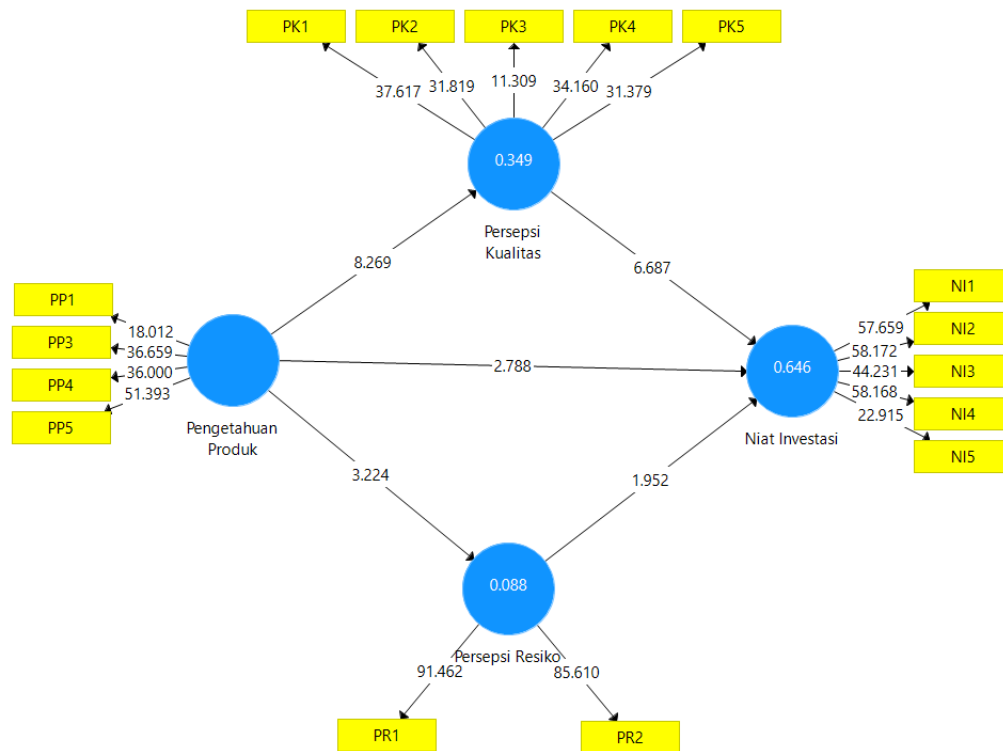 PK1
PK2
PK3
PK4
PK5
37.617
31.819
11.309
34.160
31.379
0.349
Persepsi
Kualitas
8.269
6.687
PP1
PP3
PP4
PP5
18.012
36.659
36.000
51.393
Pengetahuan
Produk
2.788
0.646
Niat Investasi
57.659
58.172
44.231
58.168
22.915
NI1
NI2
NI3
NI4
NI5
3.224
1.952
0.088
Persepsi Resiko
91.462
85.610
PR1
PR2